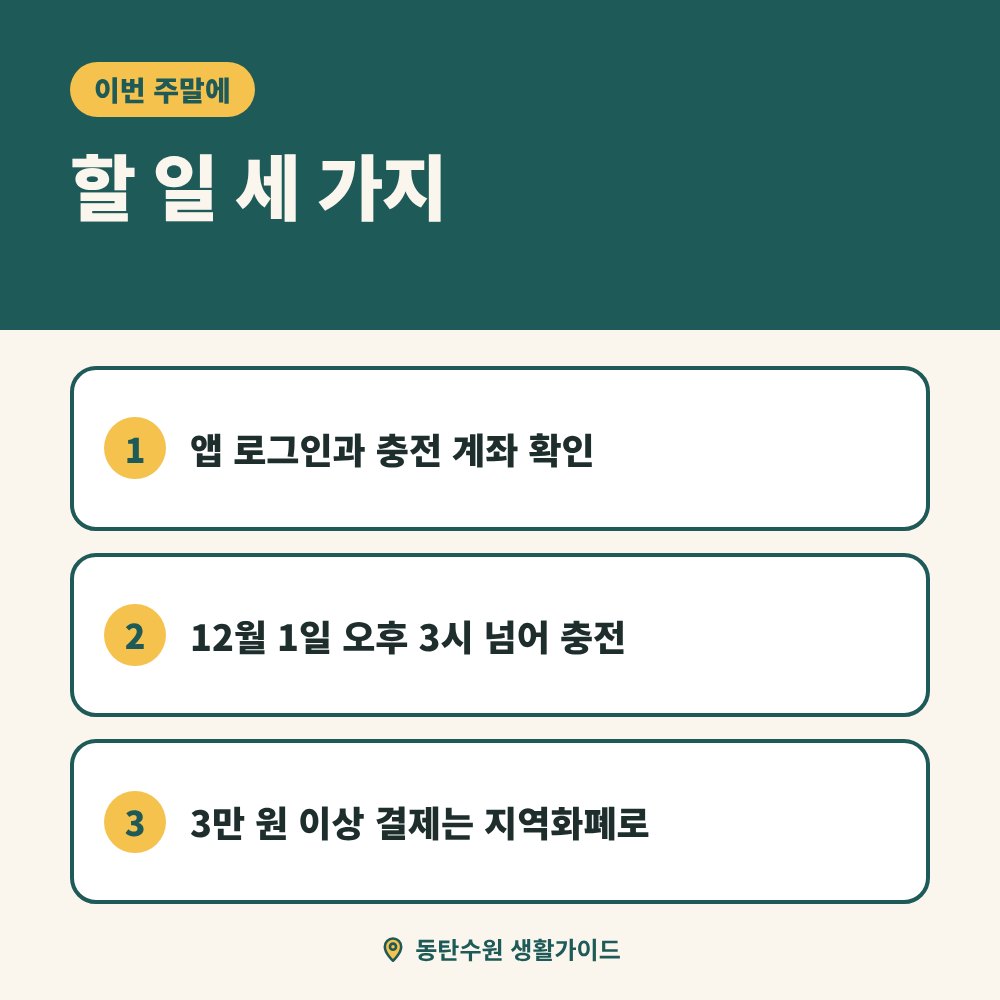 이번 주말에
할 일 세 가지
1 앱 로그인과 충전 계좌 확인
2 12월 1일 오후 3시 넘어 충전
3 3만 원 이상 결제는 지역화폐로
동탄수원 생활가이드